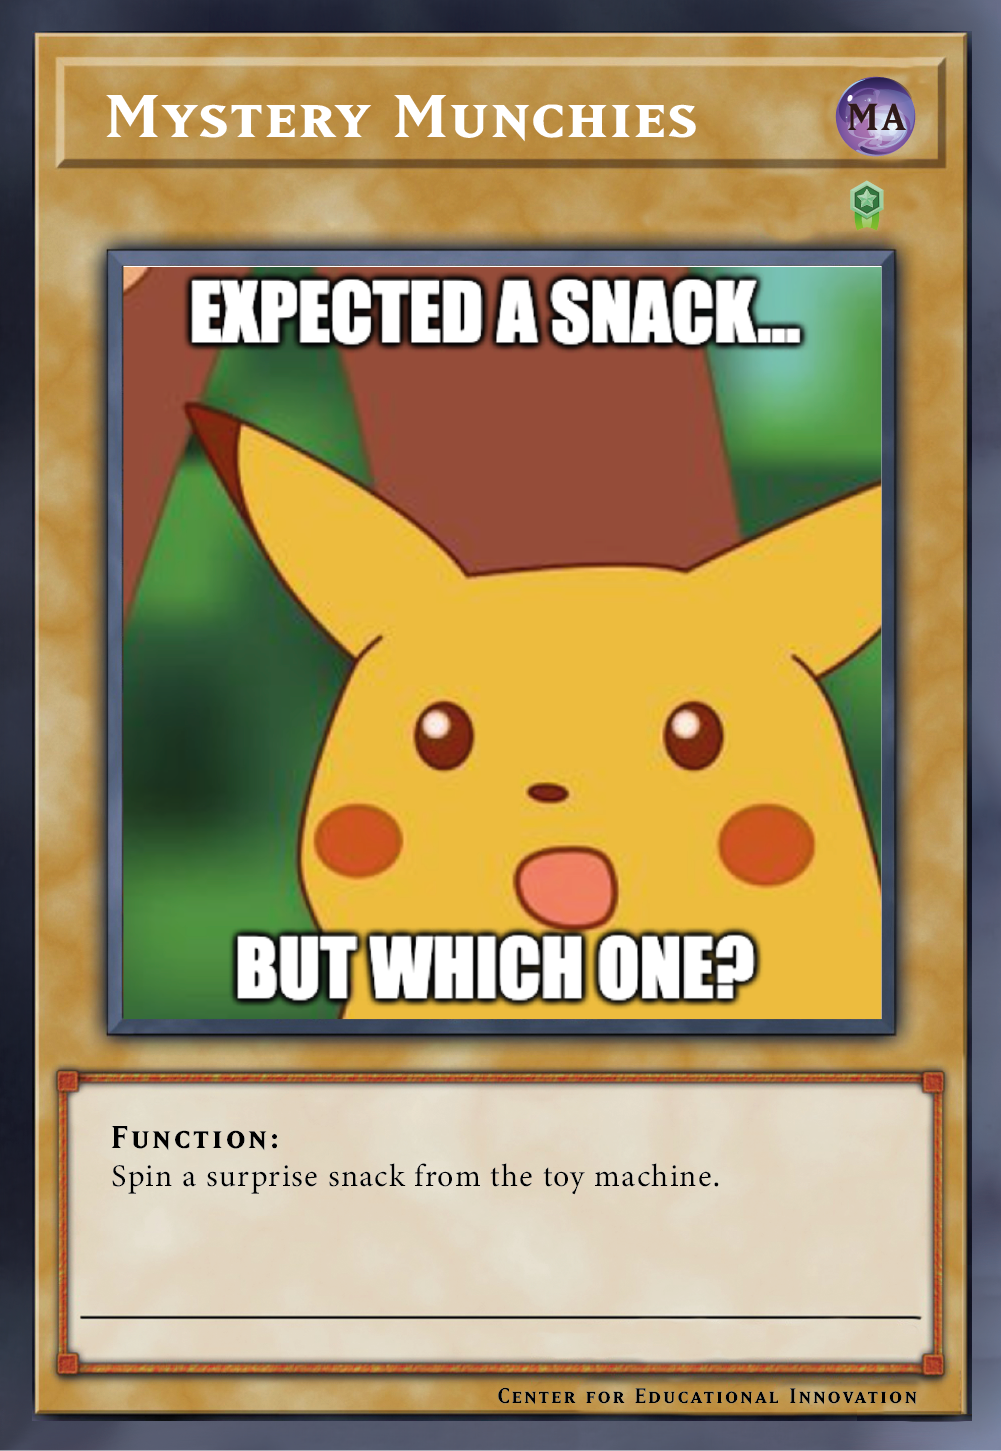 Mystery Munchies
MA
EXPECTED A SNACK...
BUT WHICH ONE?
Function:
Spin a surprise snack from the toy machine.
Center for Educational Innovation